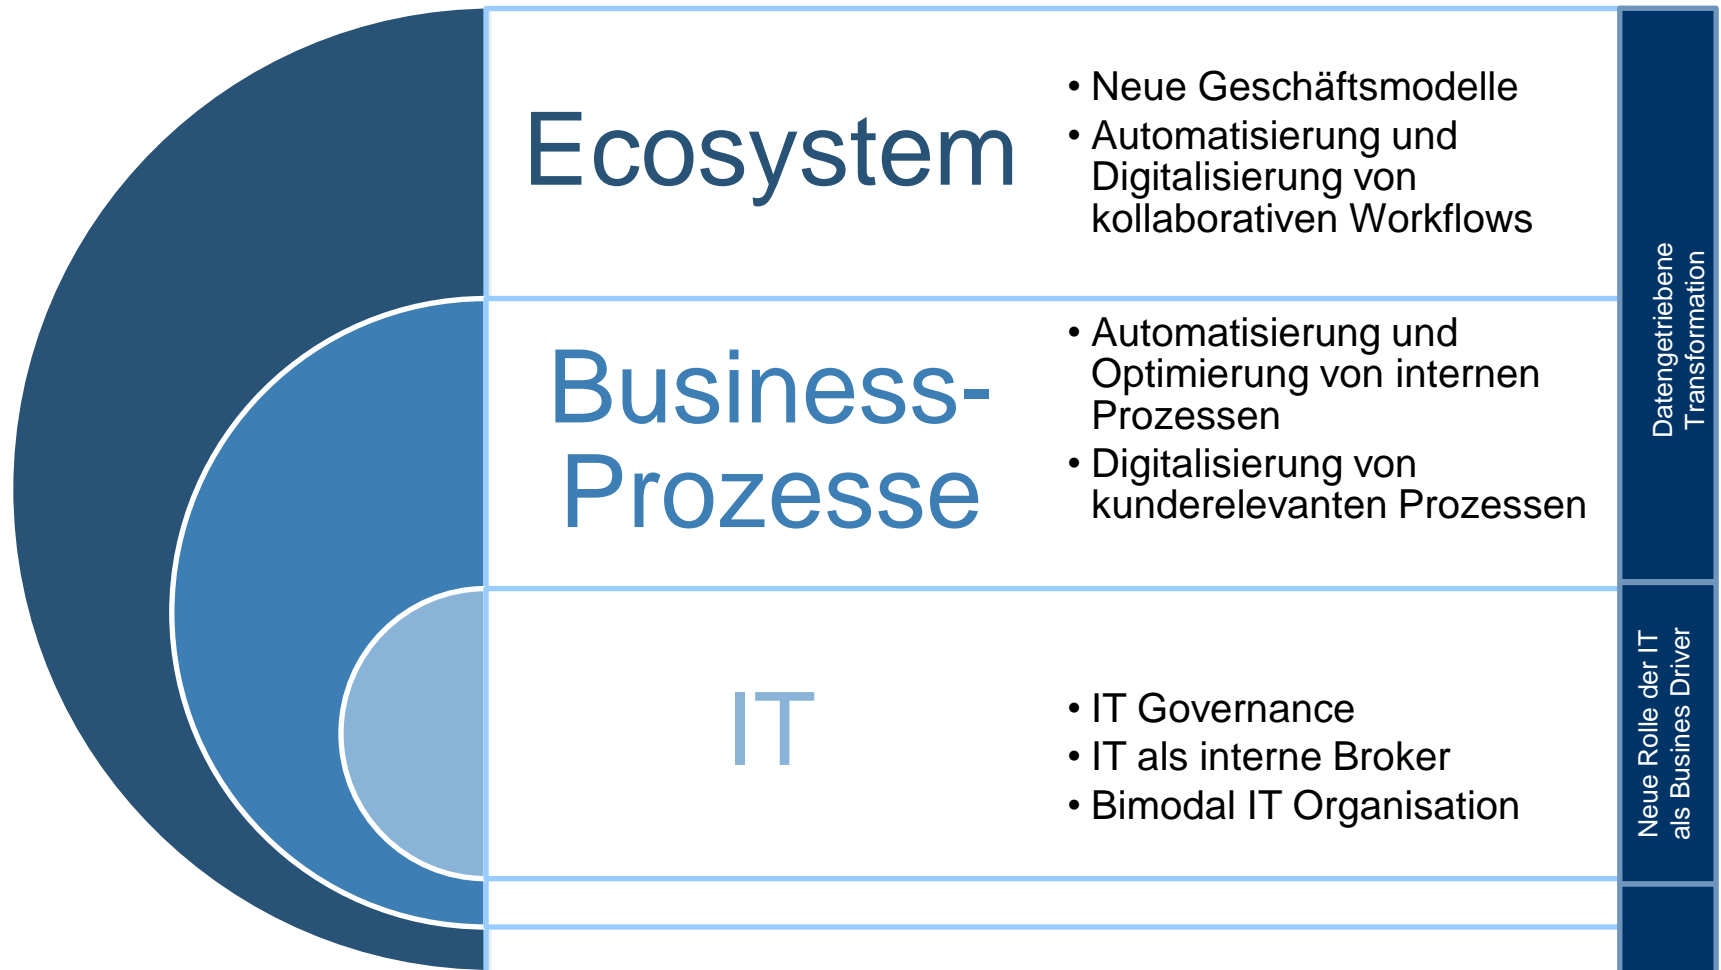 Ecosystem
• Neue Geschäftsmodelle
• Automatisierung und
Digitalisierung von
kollaborativen Workflows
Business-
Prozesse
• Automatisierung und
Optimierung von internen
Prozessen
• Digitalisierung von
kunderelevanten Prozessen
IT
• IT Governance
• IT als interne Broker
• Bimodal IT Organisation
Datengetriebene
Transformation
Neue Rolle der IT
als Busines Driver